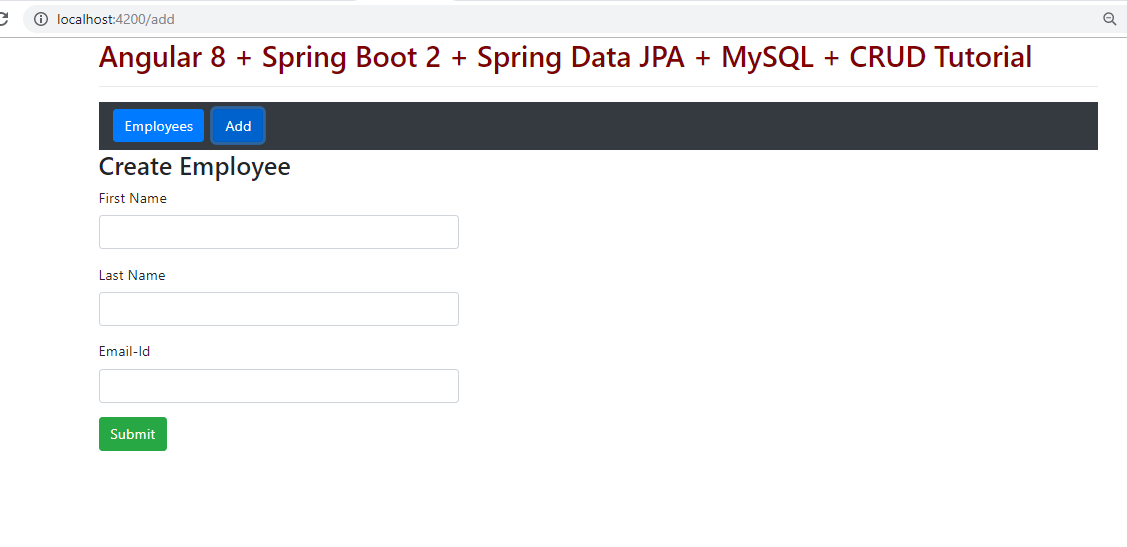 localhost:4200/add
Angular 8 + Spring Boot 2 + Spring Data JPA + MySQL + CRUD Tutorial
Employees Add
Create Employee
First Name
Last Name
Email-Id
Submit